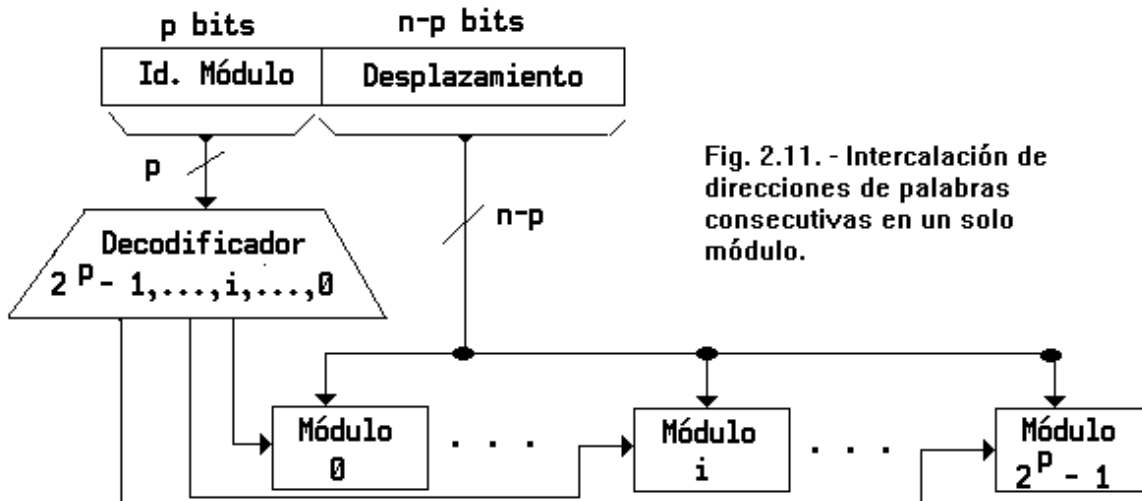 p bits n-p bits
Id. Módulo Desplazamiento
p
n-p
Fig. 2.11. - Intercalación de
direcciones de palabras
consecutivas en un solo
módulo.
Decodificador
2^p - 1,...,i,...,0
Módulo
0
. . .
Módulo
i
. . .
Módulo
2^p - 1